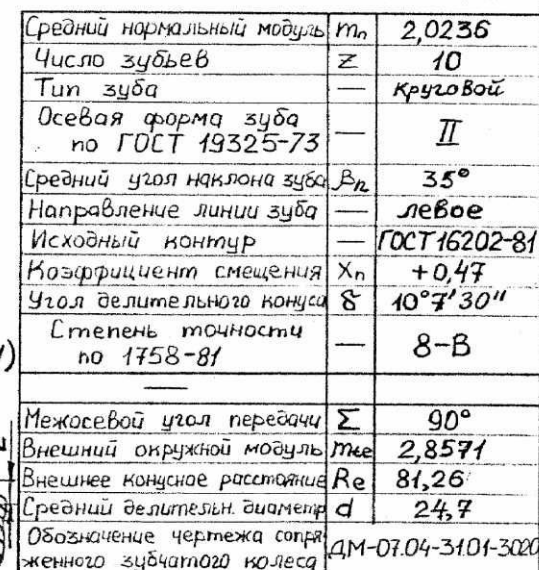 Средний нормальный модуль mn 2,0236
Число зубьев z 10
Тип зуба — круговой
Осевая форма зуба
по ГОСТ 19325-73 — II
Средний угол наклона зуба βn 35°
Направление линии зуба — левое
Исходный контур — ГОСТ 16202-81
Коэффициент смещения Xn +0,47
Угол делительного конуса δ 10°7'30"
Степень точности
по 1758-81 — 8-В
—
Межосевой угол передачи Σ 90°
Внешний окружной модуль mte 2,8571
Внешнее конусное расстояние Re 81,26
Средний делительн. диаметр d 24,7
Обозначение чертежа сопря
женного зубчатого колеса ДМ-07.04-31.01-3020